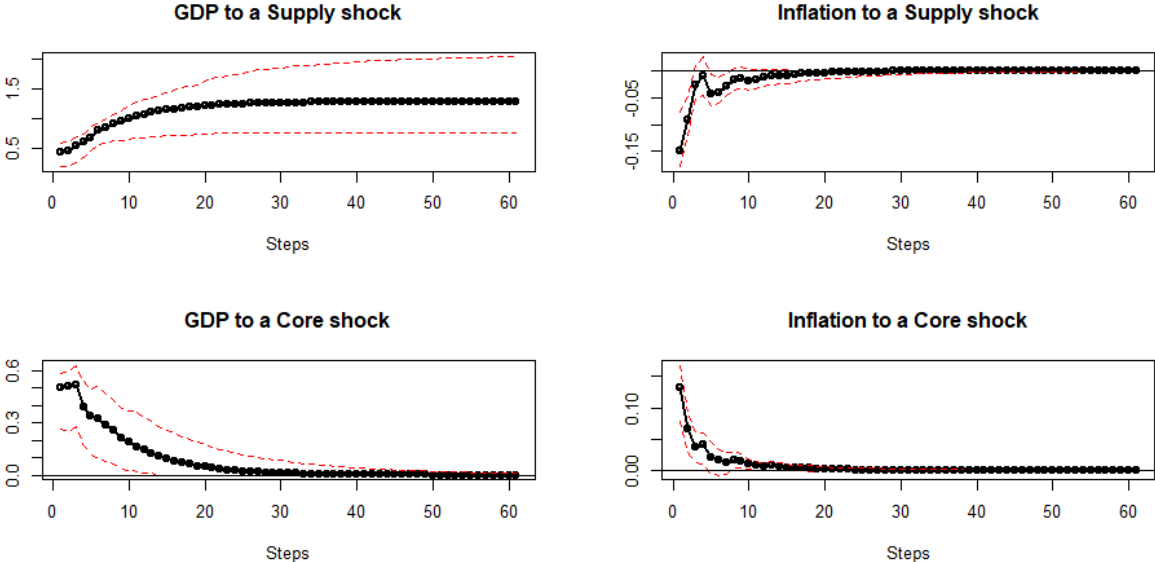 GDP to a Supply shock
1.5
0.5
0 10 20 30 40 50 60
Steps
Inflation to a Supply shock
-0.05
-0.15
0 10 20 30 40 50 60
Steps
GDP to a Core shock
0.6
0.3
0.0
0 10 20 30 40 50 60
Steps
Inflation to a Core shock
0.10
0.00
0 10 20 30 40 50 60
Steps